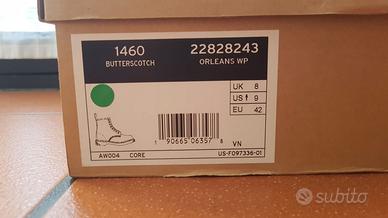 1460 22828243
BUTTERSCOTCH ORLEANS WP
UK 8
US 9
EU 42
1 90665 06357 8
VN
AW004 CORE US-F097336-01
subito